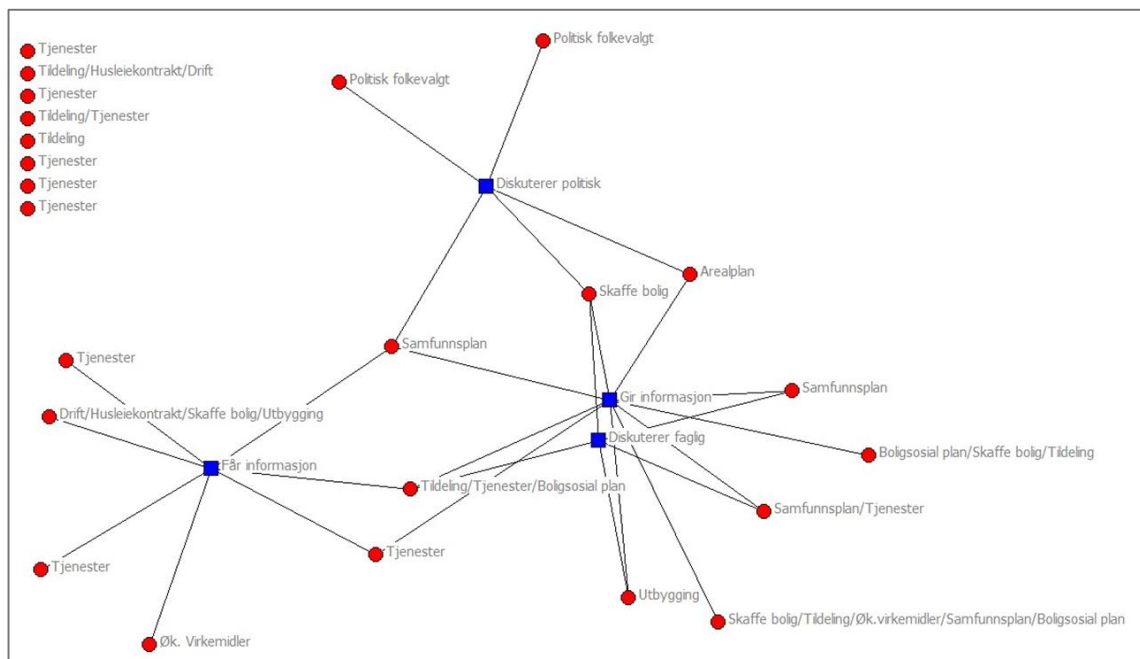 Tjenester
Tildeling/Husleiekontrakt/Drift
Tjenester
Tildeling/Tjenester
Tildeling
Tjenester
Tjenester
Tjenester
Politisk folkevalgt
Politisk folkevalgt
Diskuterer politisk
Arealplan
Skaffe bolig
Samfunnsplan
Tjenester
Samfunnsplan
Gir informasjon
Drift/Husleiekontrakt/Skaffe bolig/Utbygging
Diskuterer faglig
Boligsosial plan/Skaffe bolig/Tildeling
Får informasjon
Tildeling/Tjenester/Boligsosial plan
Samfunnsplan/Tjenester
Tjenester
Tjenester
Utbygging
Skaffe bolig/Tildeling/Øk.virkemidler/Samfunnsplan/Boligsosial plan
Øk. Virkemidler